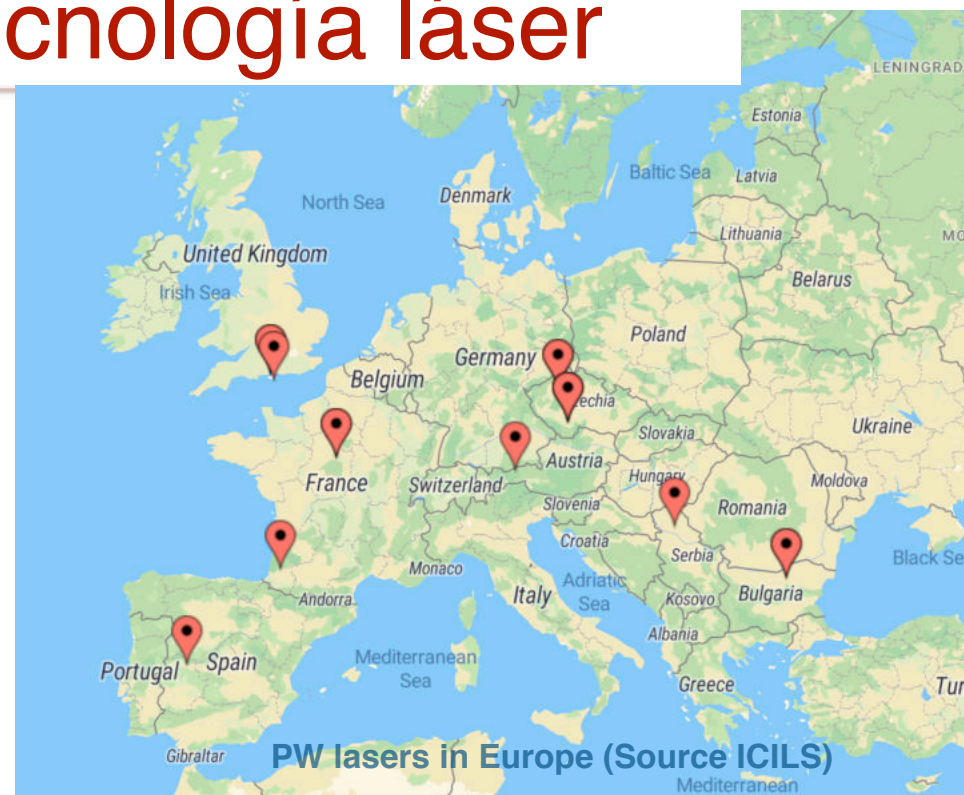 cnología láser
LENINGRAD
Estonia
Baltic Sea
Latvia
North Sea
Denmark
Lithuania
United Kingdom
Belarus
Irish Sea
Poland
Germany
Belgium
Czechia
Ukraine
Slovakia
Austria
France
Switzerland
Hungary
Moldova
Slovenia
Romania
Croatia
Serbia
Black Se
Monaco
Adriatic
Sea
Italy
Kosovo
Bulgaria
Andorra
Albania
Mediterranean
Sea
Portugal
Spain
Greece
Tur
Gibraltar
PW lasers in Europe (Source ICILS)
Mediterranean